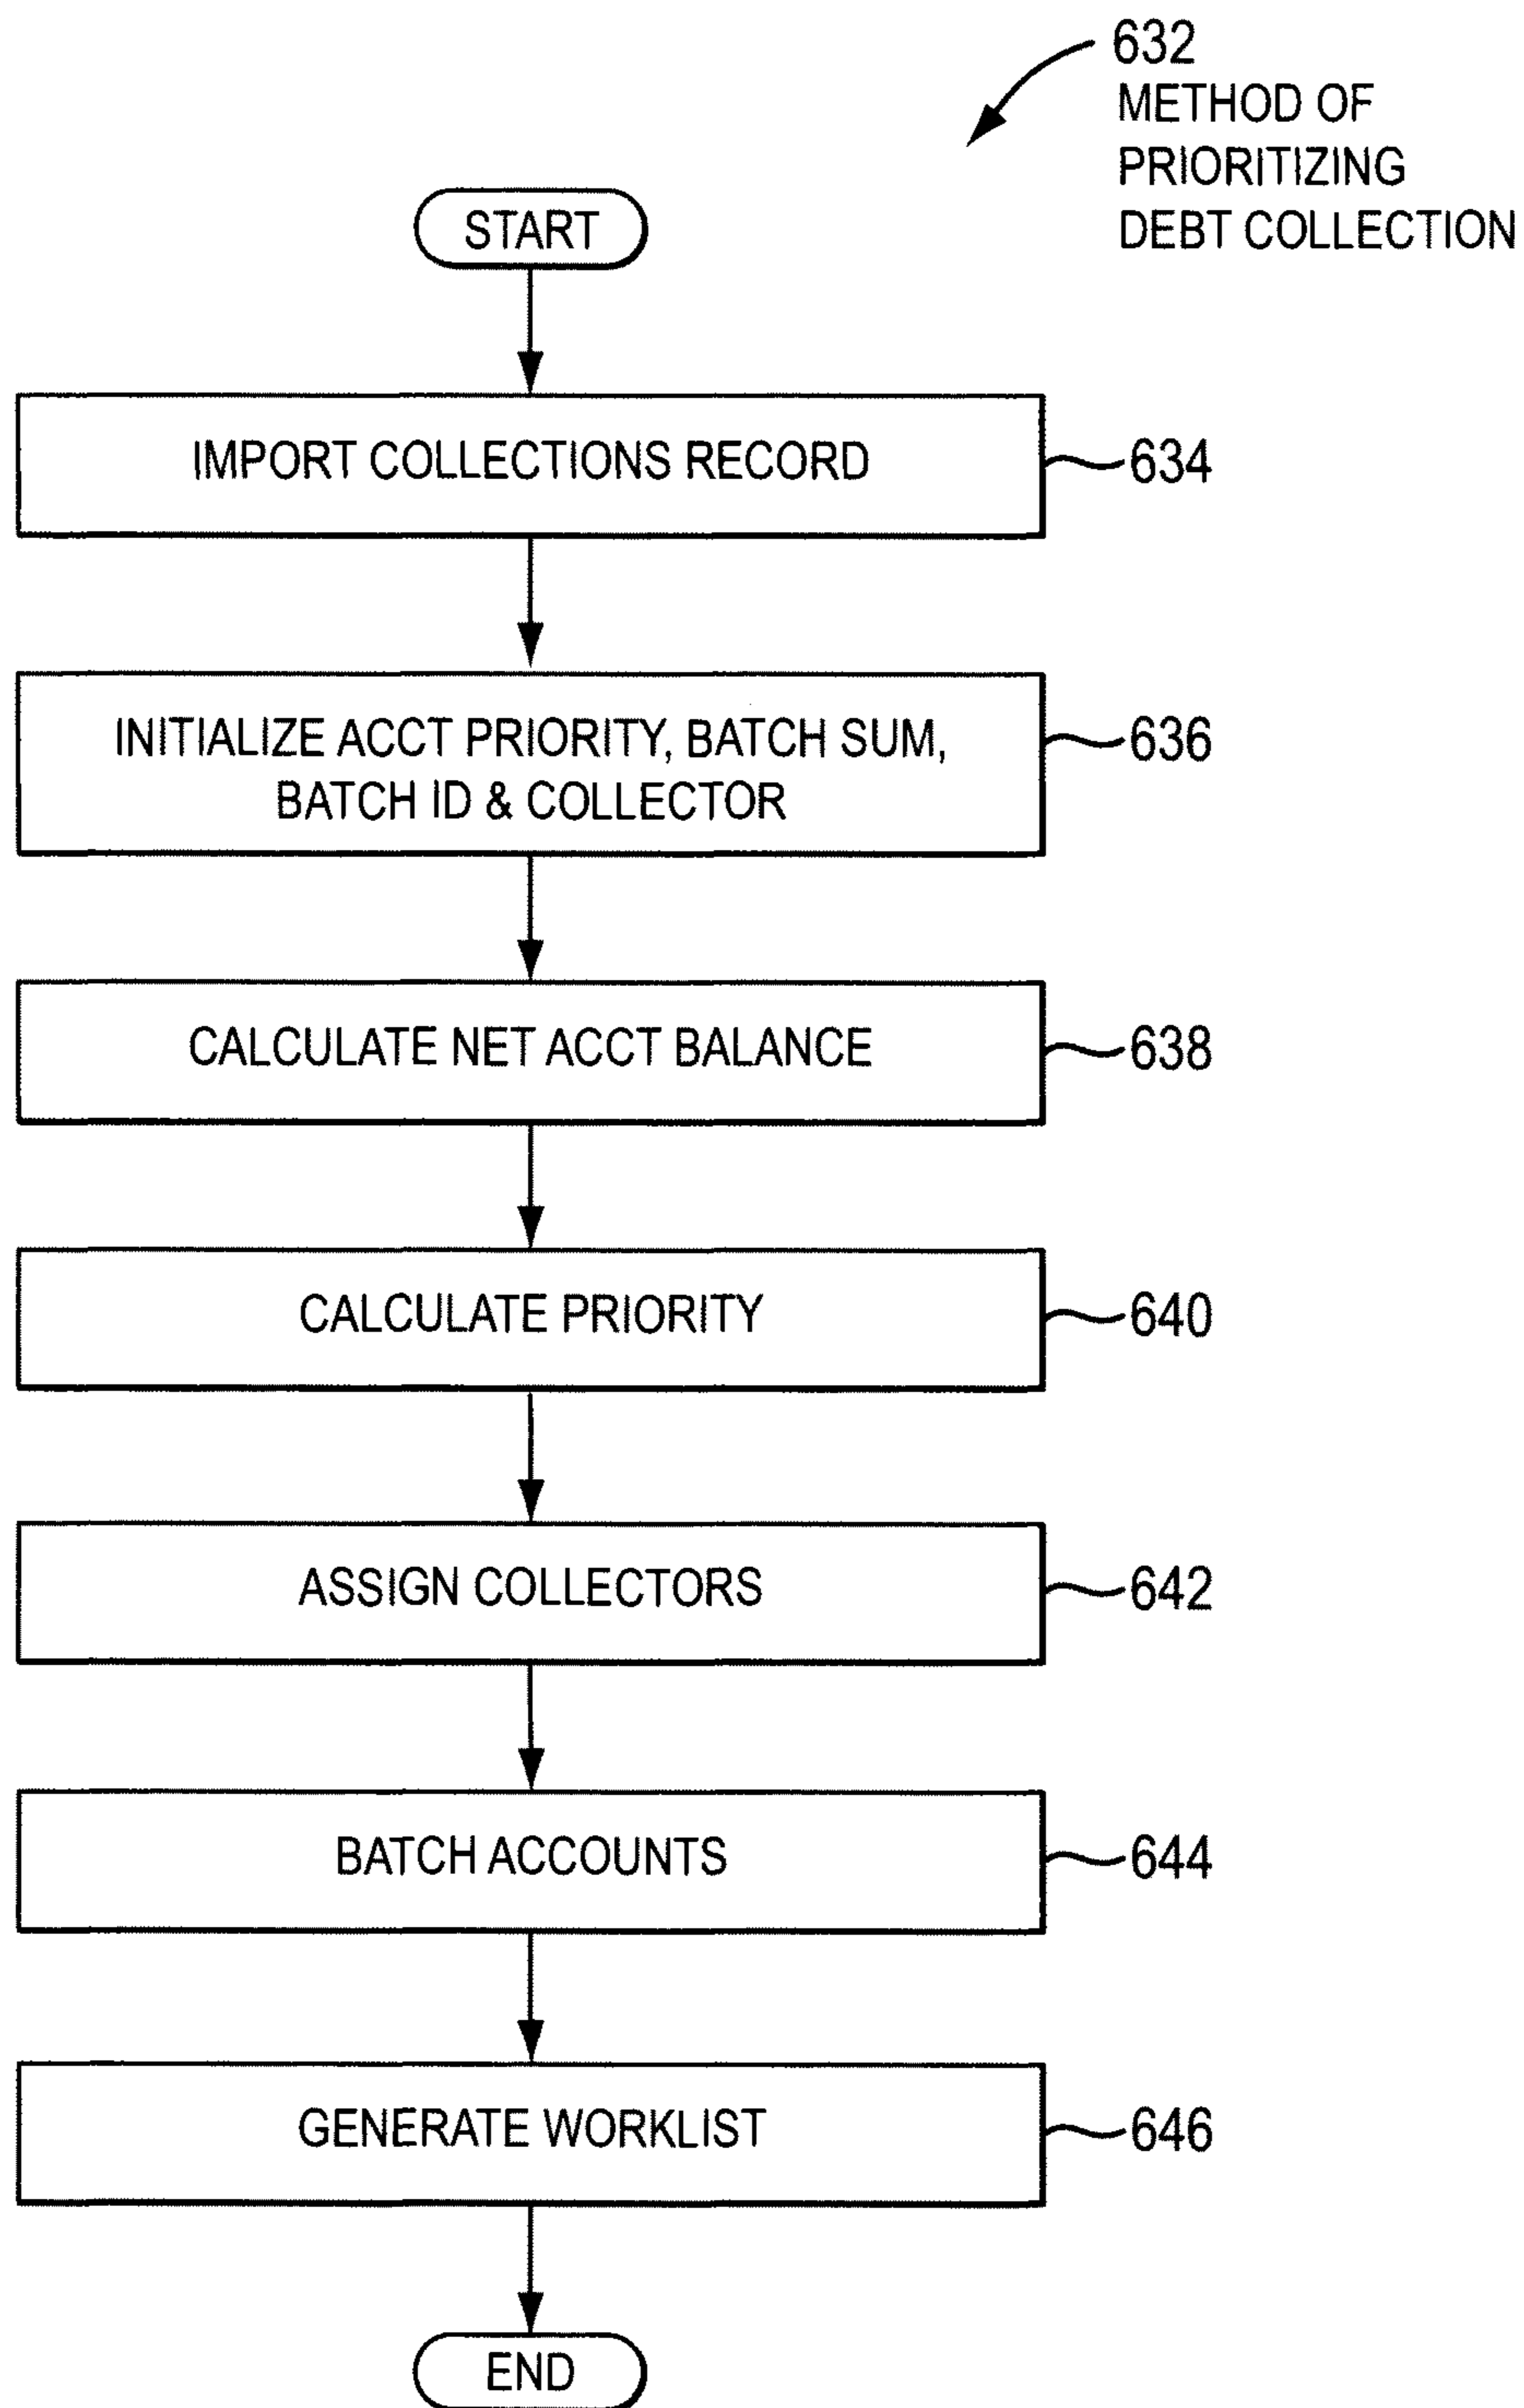 632
METHOD OF
PRIORITIZING
DEBT COLLECTION
START
IMPORT COLLECTIONS RECORD
634
INITIALIZE ACCT PRIORITY, BATCH SUM,
BATCH ID & COLLECTOR
636
CALCULATE NET ACCT BALANCE
638
CALCULATE PRIORITY
640
ASSIGN COLLECTORS
642
BATCH ACCOUNTS
644
GENERATE WORKLIST
646
END